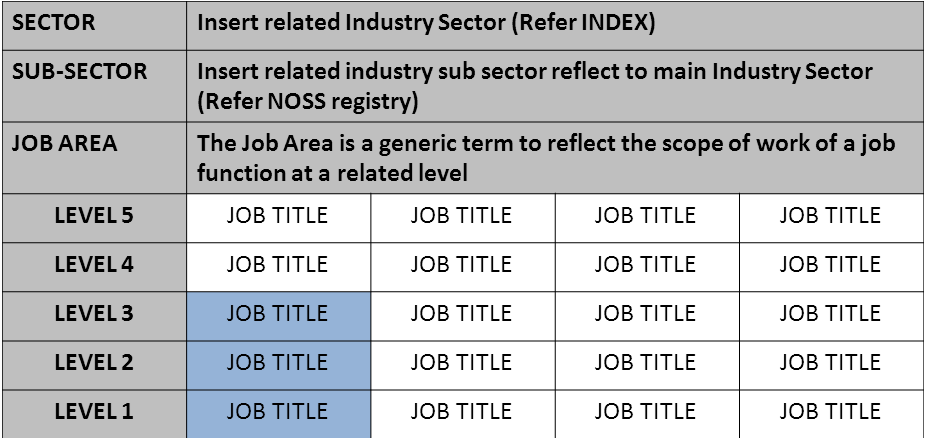 SECTOR Insert related Industry Sector (Refer INDEX)
SUB-SECTOR Insert related industry sub sector reflect to main Industry Sector
(Refer NOSS registry)
JOB AREA The Job Area is a generic term to reflect the scope of work of a job
function at a related level
LEVEL 5 JOB TITLE JOB TITLE JOB TITLE JOB TITLE
LEVEL 4 JOB TITLE JOB TITLE JOB TITLE JOB TITLE
LEVEL 3 JOB TITLE JOB TITLE JOB TITLE JOB TITLE
LEVEL 2 JOB TITLE JOB TITLE JOB TITLE JOB TITLE
LEVEL 1 JOB TITLE JOB TITLE JOB TITLE JOB TITLE